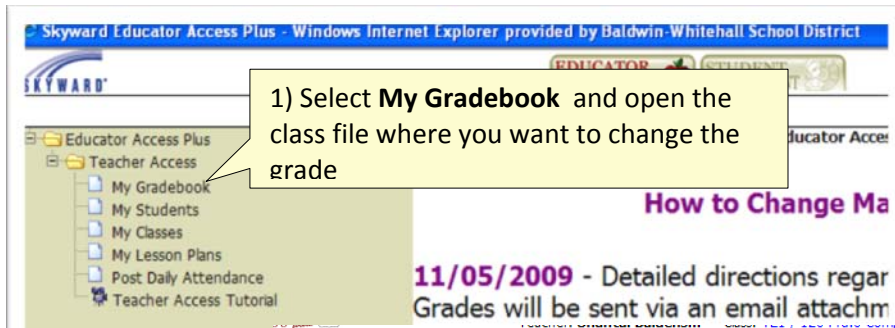 Skyward Educator Access Plus - Windows Internet Explorer provided by Baldwin-Whitehall School District
SKYWARD
EDUCATOR STUDENT
1) Select My Gradebook and open the
class file where you want to change the
grade
Educator Access Plus
Teacher Access
My Gradebook
My Students
My Classes
My Lesson Plans
Post Daily Attendance
Teacher Access Tutorial
ducator Acce
How to Change Ma
11/05/2009 - Detailed directions regar
Grades will be sent via an email attachm